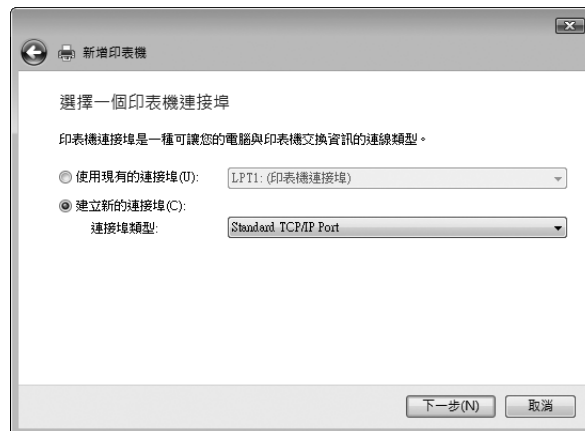 新增印表機
選擇一個印表機連接埠
印表機連接埠是一種可讓您的電腦與印表機交換資訊的連線類型。
使用現有的連接埠(U): LPT1: (印表機連接埠)
建立新的連接埠(C):
連接埠類型: Standard TCP/IP Port
下一步(N) 取消